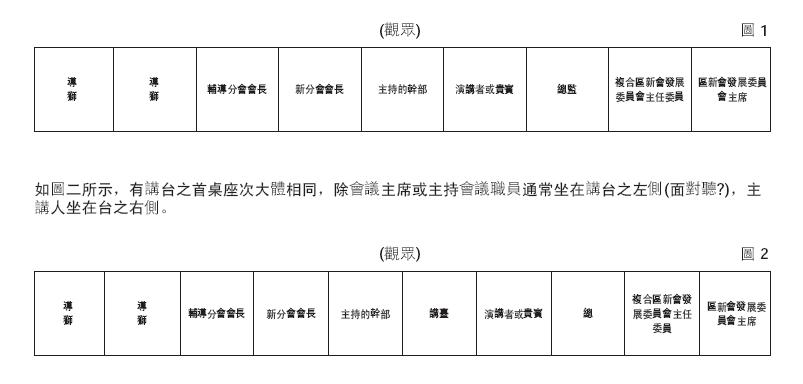 (觀眾) 圖 1
導獅 導獅 輔導分會會長 新分會會長 主持的幹部 演講者或貴賓 總監 複合區新會發展委員會主任委員 區新會發展委員會主席
如圖二所示，有講台之首桌座次大體相同，除會議主席或主持會議職員通常坐在講台之左側(面對聽?)，主
講人坐在台之右側。
(觀眾) 圖 2
導獅 導獅 輔導分會會長 新分會會長 主持的幹部 講臺 演講者或貴賓 總 複合區新會發展委員會主任委員 區新會發展委員會主席